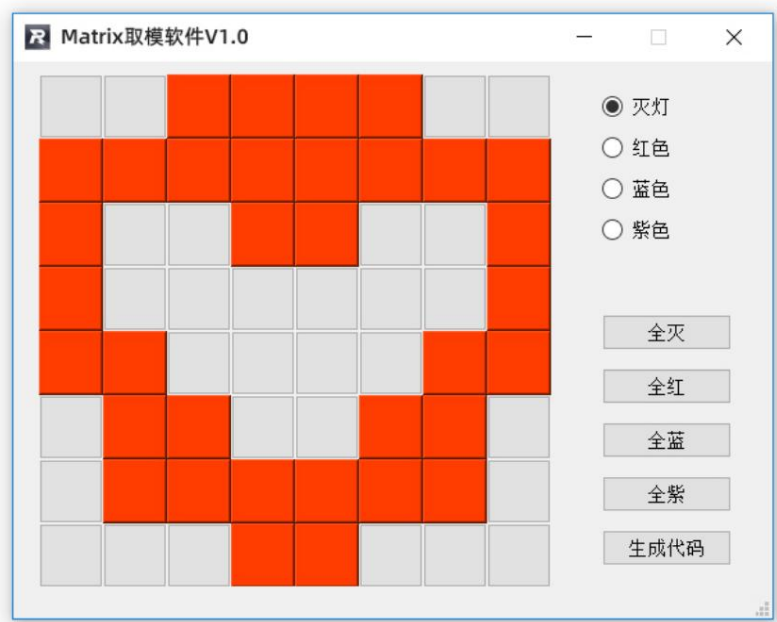 Matrix取模软件V1.0
灭灯
红色
蓝色
紫色
全灭
全红
全蓝
全紫
生成代码